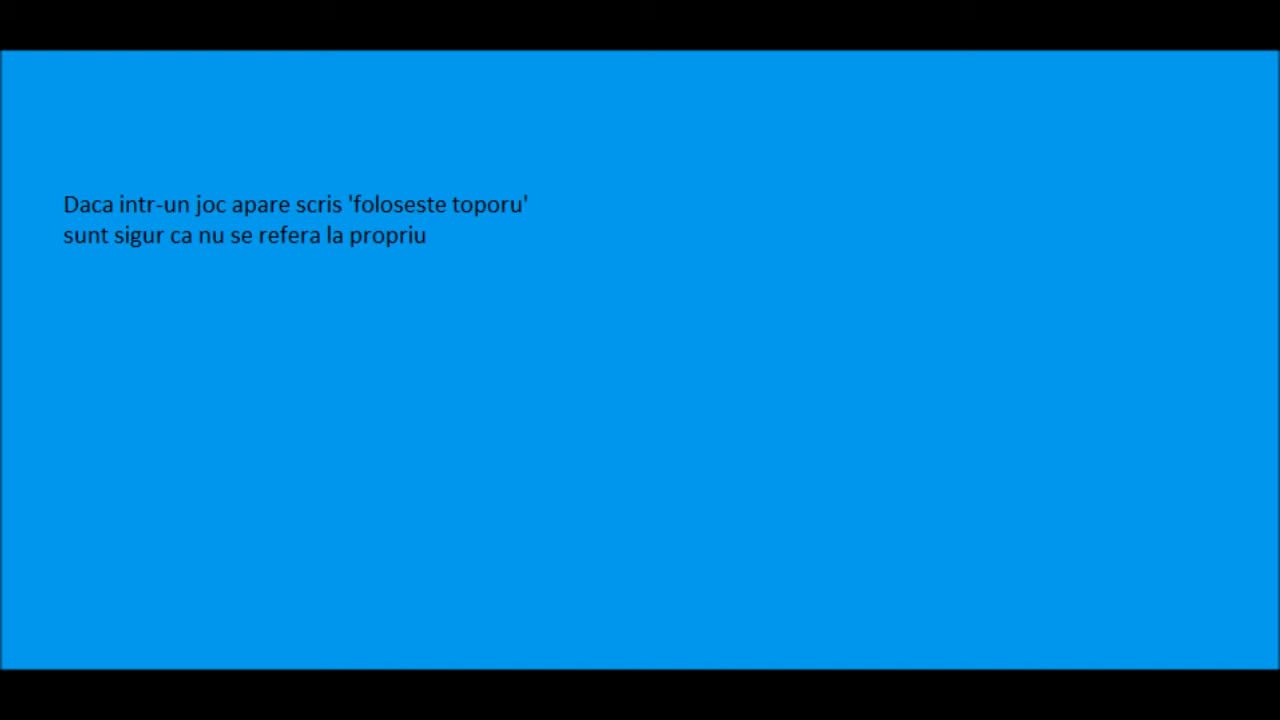 Daca intr-un joc apare scris 'foloseste toporu'
sunt sigur ca nu se refera la propriu